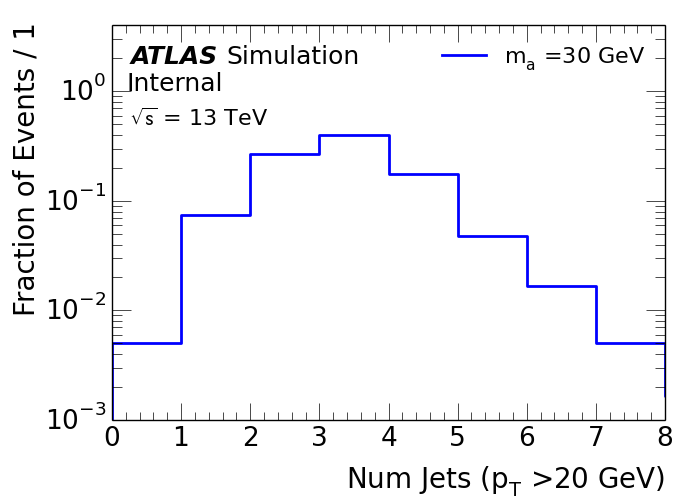 ATLAS Simulation
Internal
√s = 13 TeV
mₐ =30 GeV
Fraction of Events / 1
10⁰
10⁻¹
10⁻²
10⁻³
0 1 2 3 4 5 6 7 8
Num Jets (p_T >20 GeV)